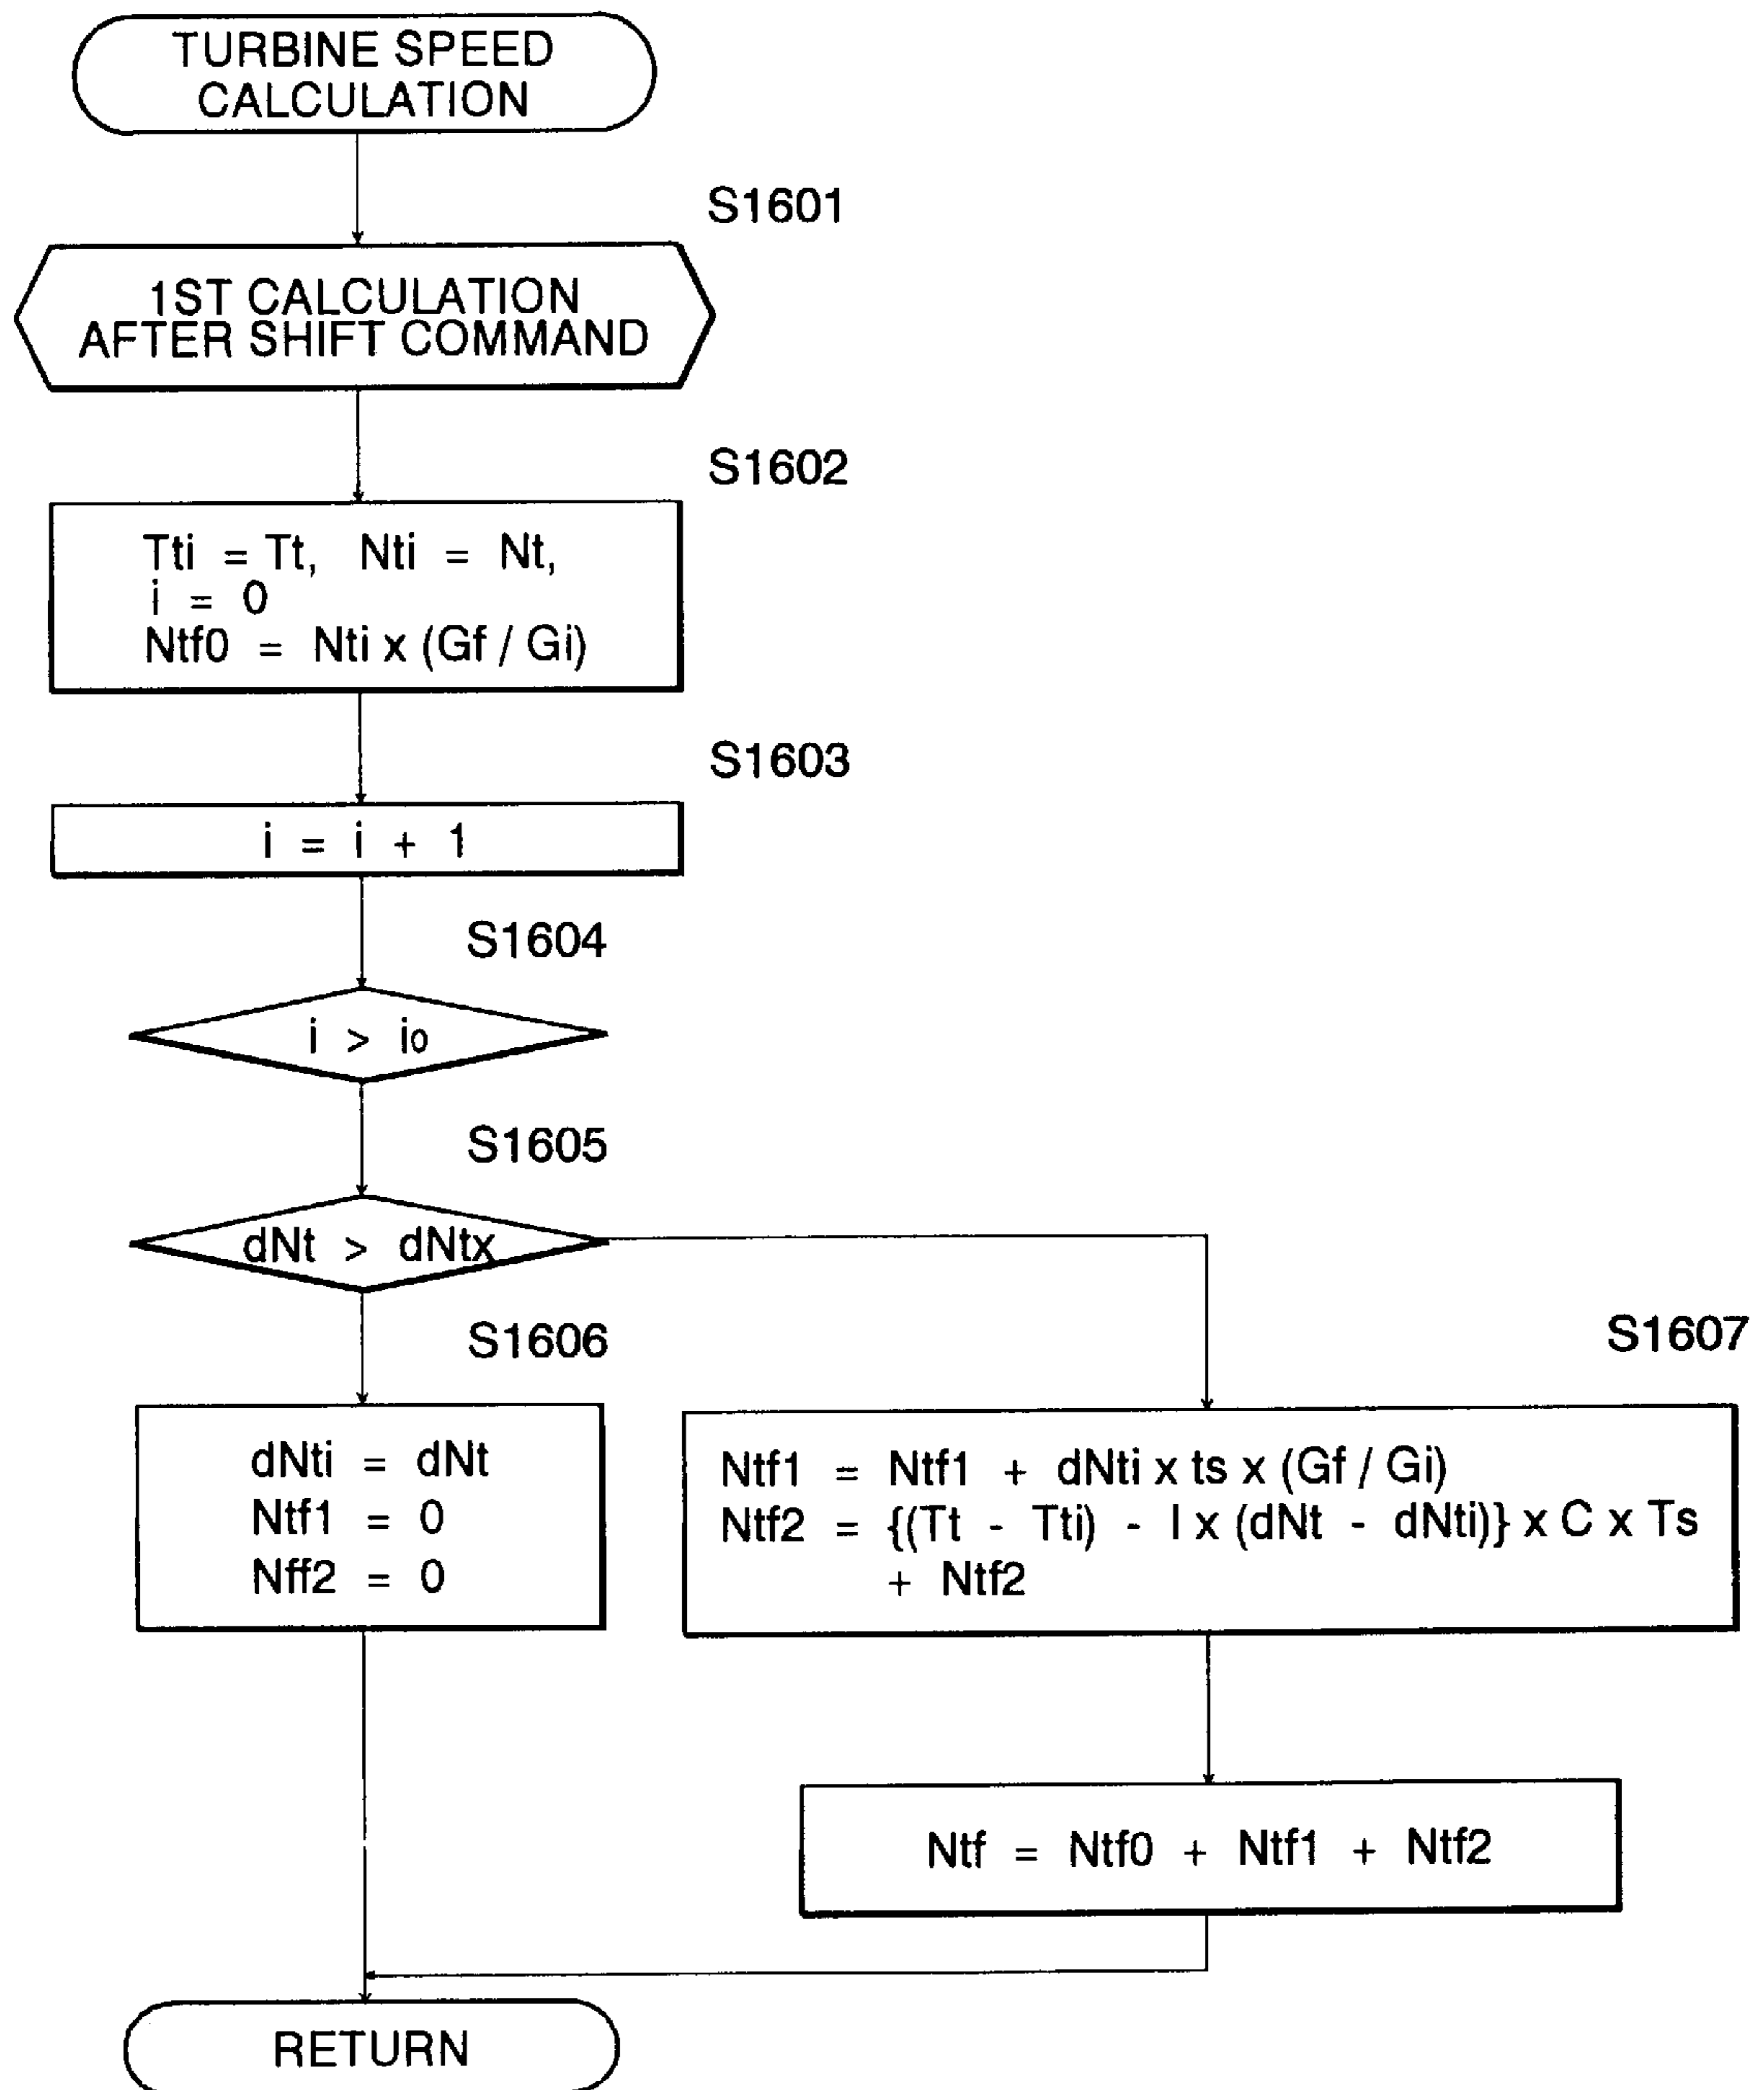 TURBINE SPEED
CALCULATION
S1601
1ST CALCULATION
AFTER SHIFT COMMAND
S1602
Tti = Tt, Nti = Nt,
i = 0
Ntf0 = Nti x (Gf / Gi)
S1603
i = i + 1
S1604
i > i₀
S1605
dNt > dNtx
S1606
dNti = dNt
Ntf1 = 0
Nff2 = 0
S1607
Ntf1 = Ntf1 + dNti x ts x (Gf / Gi)
Ntf2 = {(Tt - Tti) - I x (dNt - dNti)} x C x Ts
+ Ntf2
Ntf = Ntf0 + Ntf1 + Ntf2
RETURN